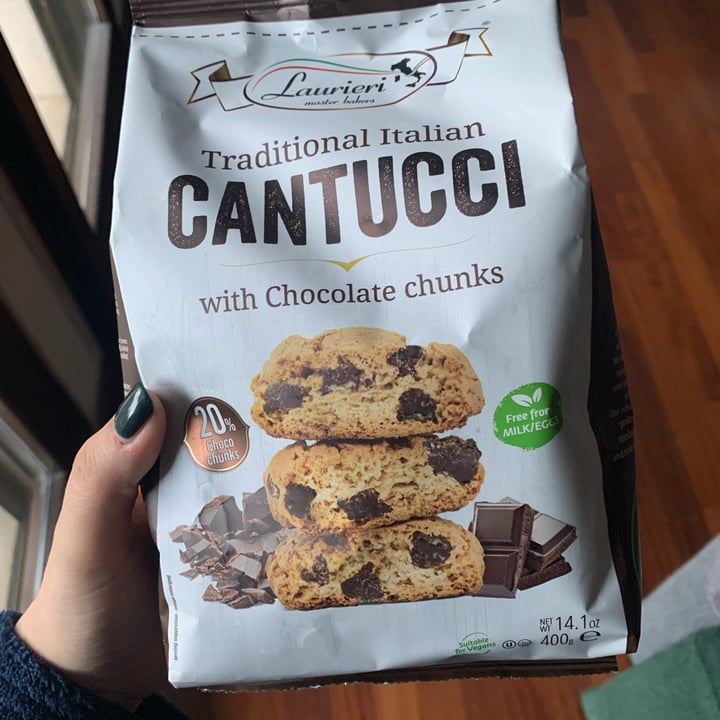 Laurieri
master bakers
Traditional Italian
CANTUCCI
with Chocolate chunks
20%
choco
chunks
Free from
MILK/EGGS
Suitable
for Vegans
NET
WT 14.1oz
400g e